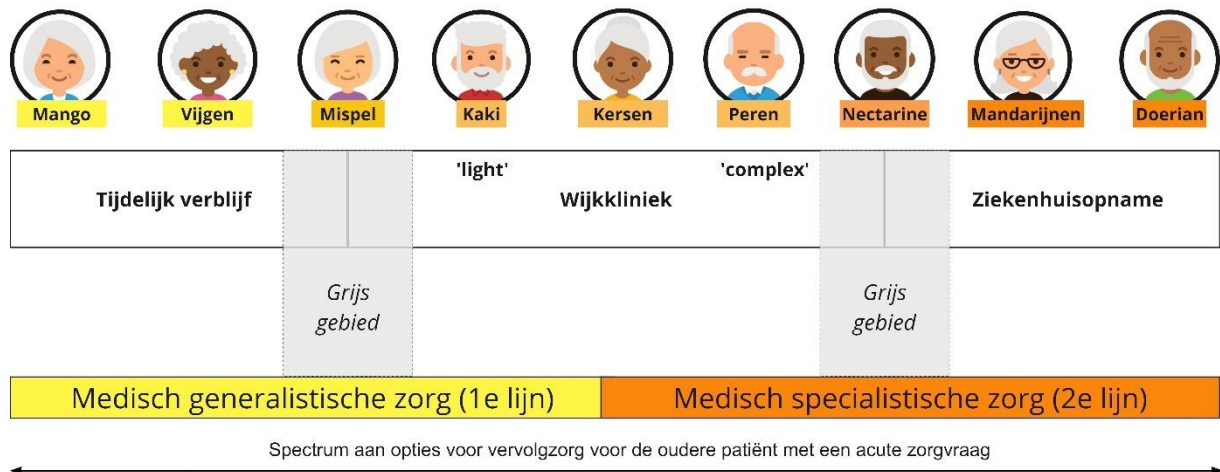 Mango Vijgen Mispel Kaki Kersen Peren Nectarine Mandarijnen Doerian
'light' 'complex'
Tijdelijk verblijf Wijkkliniek Ziekenhuisopname
Grijs Grijs
gebied gebied
Medisch generalistische zorg (1e lijn) Medisch specialistische zorg (2e lijn)
Spectrum aan opties voor vervolgzorg voor de oudere patiënt met een acute zorgvraag